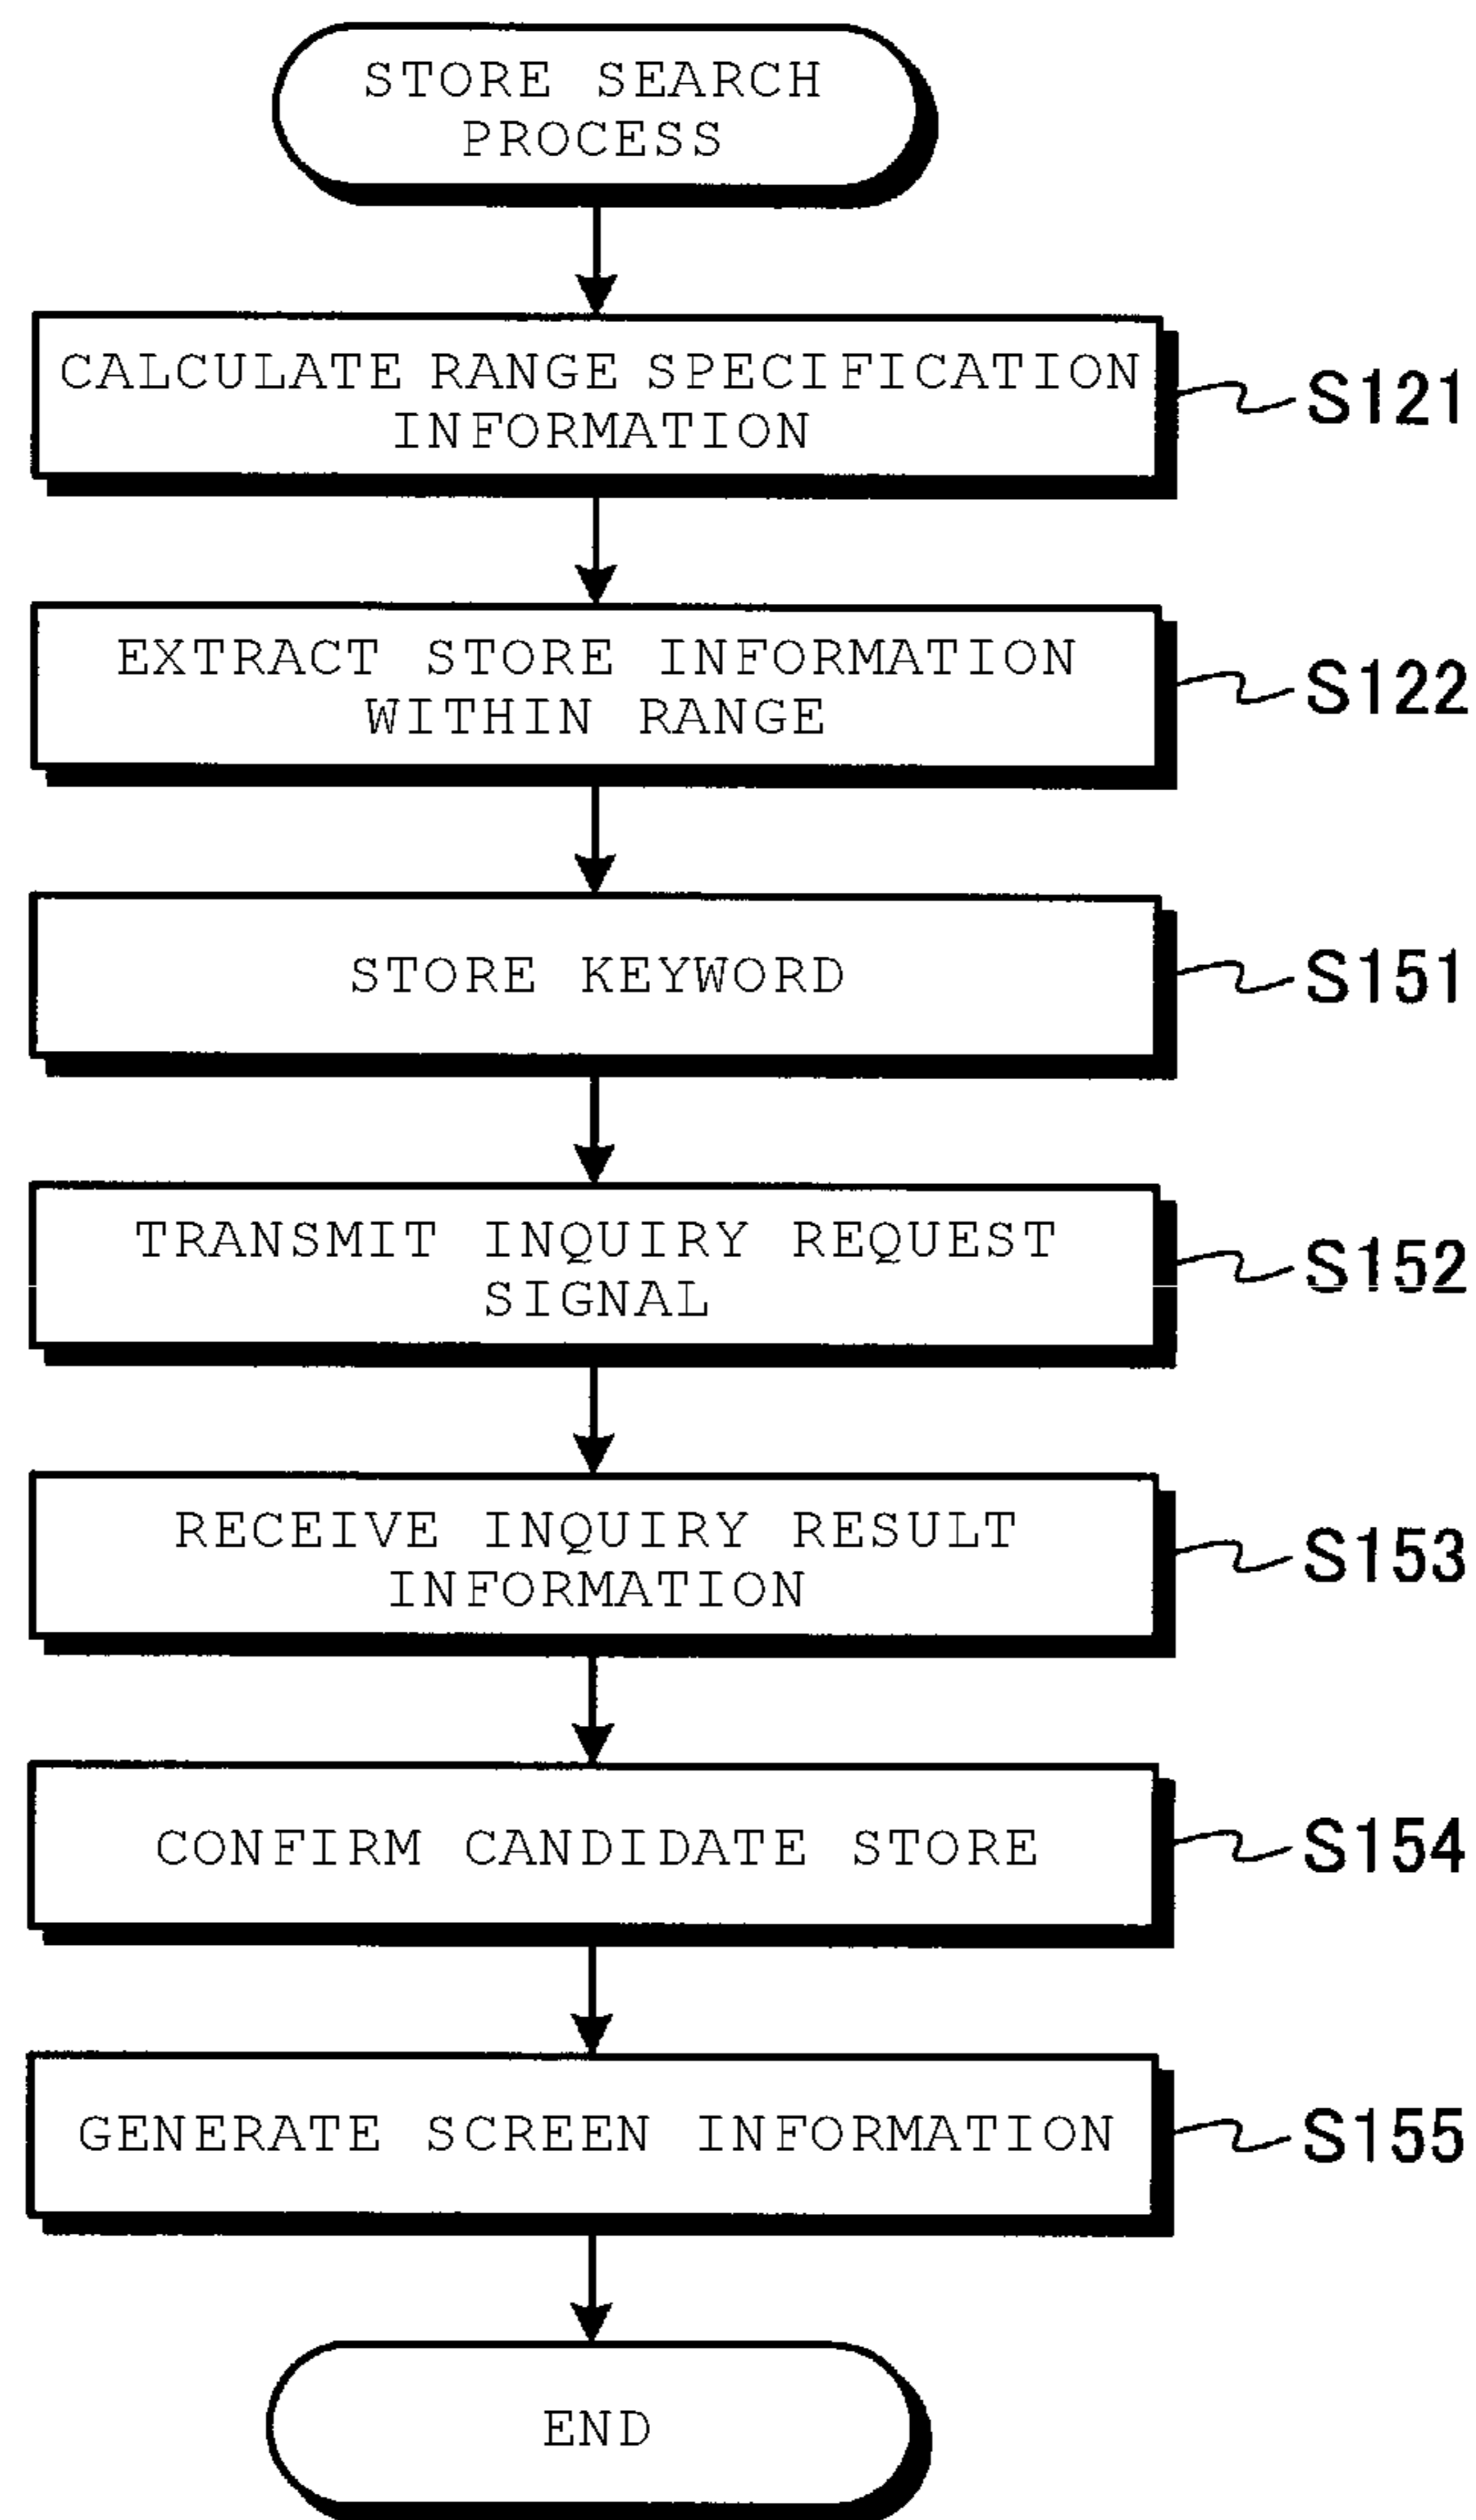 STORE SEARCH
PROCESS
CALCULATE RANGE SPECIFICATION
INFORMATION
S121
EXTRACT STORE INFORMATION
WITHIN RANGE
S122
STORE KEYWORD
S151
TRANSMIT INQUIRY REQUEST
SIGNAL
S152
RECEIVE INQUIRY RESULT
INFORMATION
S153
CONFIRM CANDIDATE STORE
S154
GENERATE SCREEN INFORMATION
S155
END